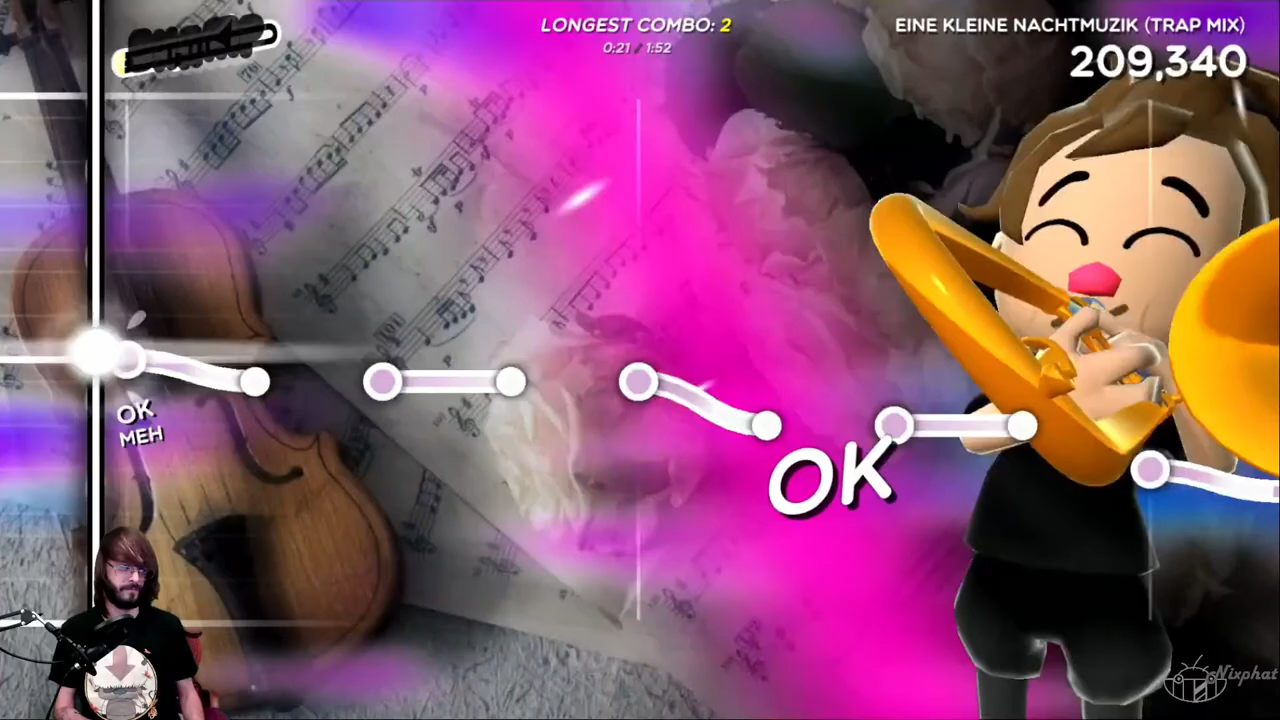 LONGEST COMBO: 2
0:21 / 1:52
EINE KLEINE NACHTMUZIK (TRAP MIX)
209,340
OK
MEH
OK
Nixphat